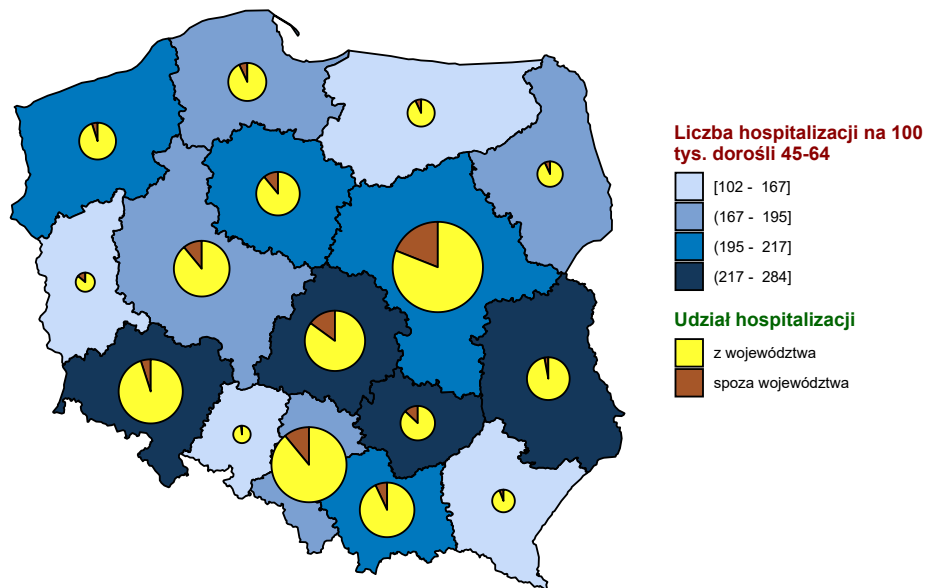 Liczba hospitalizacji na 100
tys. dorośli 45-64
[102 - 167]
(167 - 195]
(195 - 217]
(217 - 284]
Udział hospitalizacji
z województwa
spoza województwa